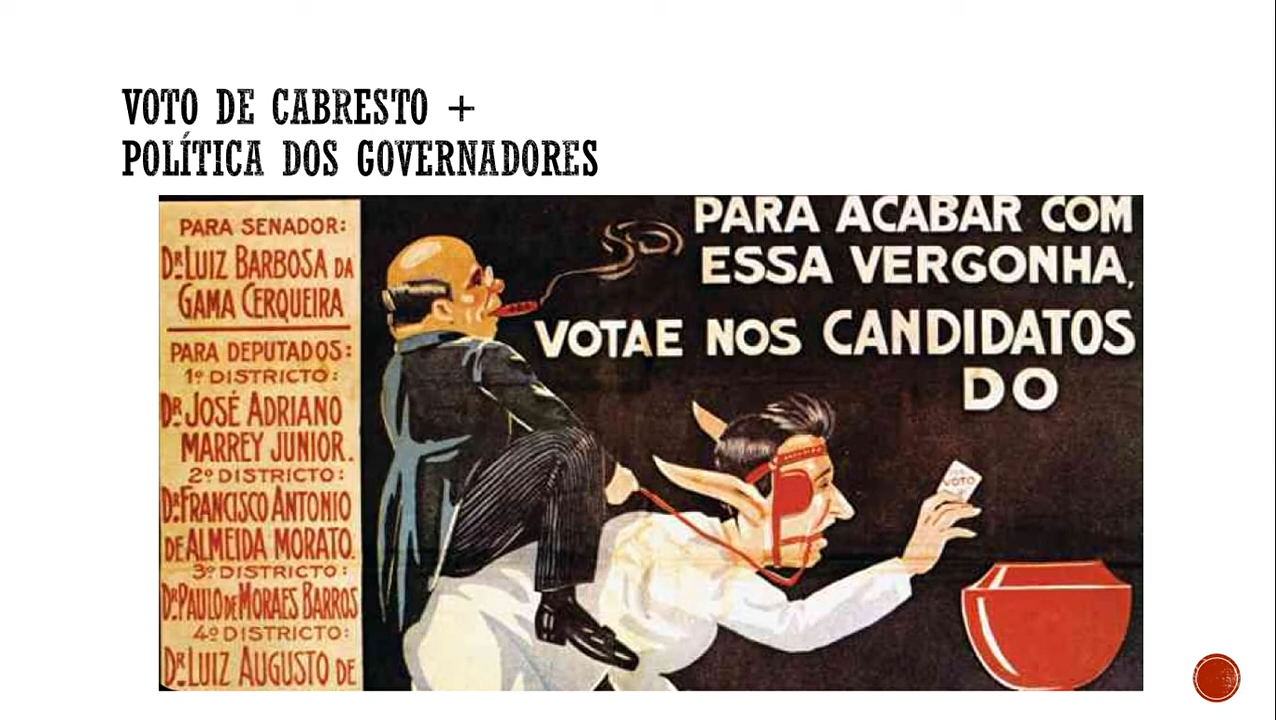 VOTO DE CABRESTO +
POLÍTICA DOS GOVERNADORES
PARA SENADOR:
DR. LUIZ BARBOSA DA
GAMA CERQUEIRA
PARA DEPUTADOS:
1º DISTRICTO:
DR. JOSÉ ADRIANO
MARREY JUNIOR.
2º DISTRICTO:
DR. FRANCISCO ANTONIO
DE ALMEIDA MORATO.
3º DISTRICTO:
DR. PAULO DE MORAES BARROS
4º DISTRICTO:
DR. LUIZ AUGUSTO DE
PARA ACABAR COM
ESSA VERGONHA,
VOTAE NOS CANDIDATOS
DO
VOTO